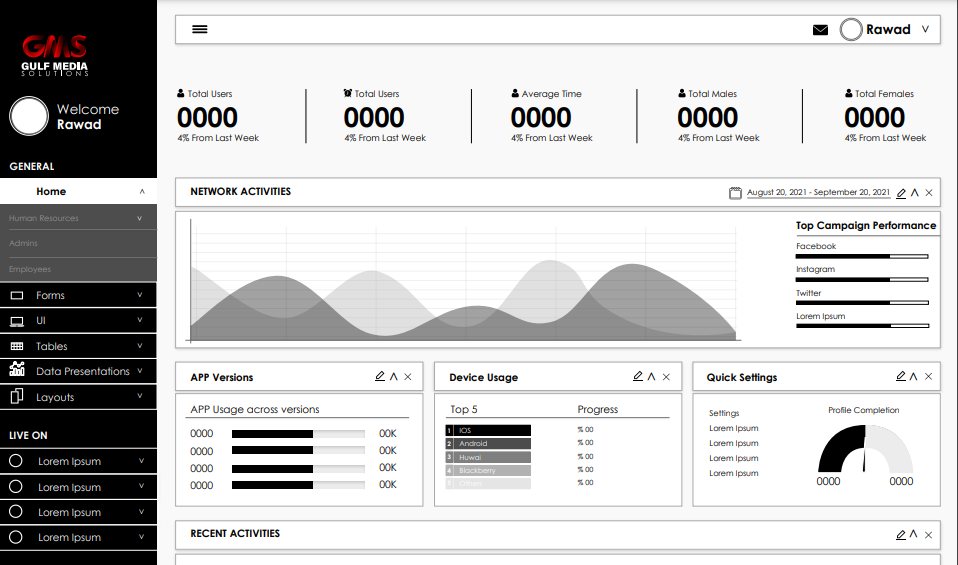 GMS
GULF MEDIA
SOLUTIONS
Welcome
Rawad
GENERAL
Home
Human Resources
Admins
Employees
Forms
UI
Tables
Data Presentations
Layouts
LIVE ON
Lorem Ipsum
Lorem Ipsum
Lorem Ipsum
Lorem Ipsum
Rawad
Total Users
0000
4% From Last Week
Total Users
0000
4% From Last Week
Average Time
0000
4% From Last Week
Total Males
0000
4% From Last Week
Total Females
0000
4% From Last Week
NETWORK ACTIVITIES
August 20, 2021 - September 20, 2021
Top Campaign Performance
Facebook
Instagram
Twitter
Lorem Ipsum
APP Versions
APP Usage across versions
0000 00K
0000 00K
0000 00K
0000 00K
Device Usage
Top 5 Progress
1 IOS % 00
2 Android % 00
3 Huwai % 00
4 Blackberry % 00
5 Others % 00
Quick Settings
Settings
Lorem Ipsum
Lorem Ipsum
Lorem Ipsum
Lorem Ipsum
Profile Completion
0000 0000
RECENT ACTIVITIES